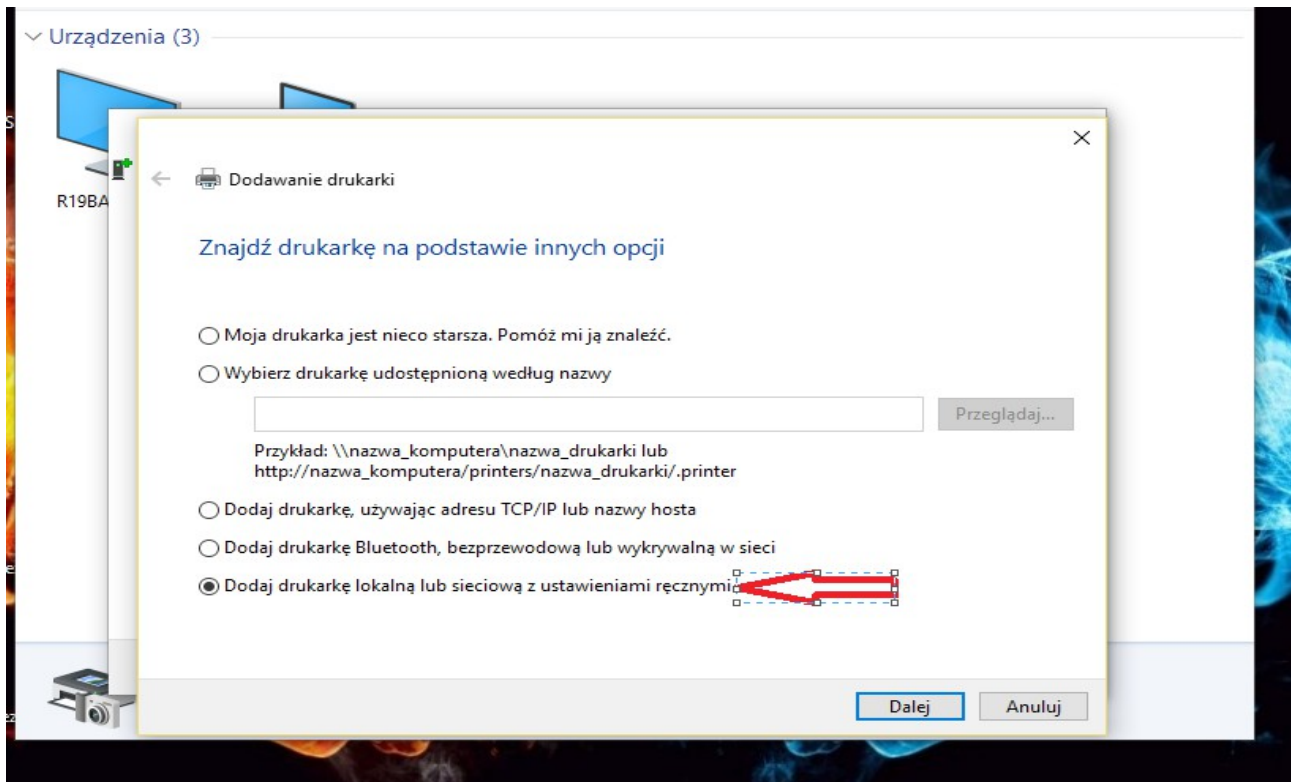 Urządzenia (3)
R19BA
Dodawanie drukarki
Znajdź drukarkę na podstawie innych opcji
Moja drukarka jest nieco starsza. Pomóż mi ją znaleźć.
Wybierz drukarkę udostępnioną według nazwy
Przeglądaj...
Przykład: \\nazwa_komputera\nazwa_drukarki lub
http://nazwa_komputera/printers/nazwa_drukarki/.printer
Dodaj drukarkę, używając adresu TCP/IP lub nazwy hosta
Dodaj drukarkę Bluetooth, bezprzewodową lub wykrywalną w sieci
Dodaj drukarkę lokalną lub sieciową z ustawieniami ręcznymi
Dalej
Anuluj